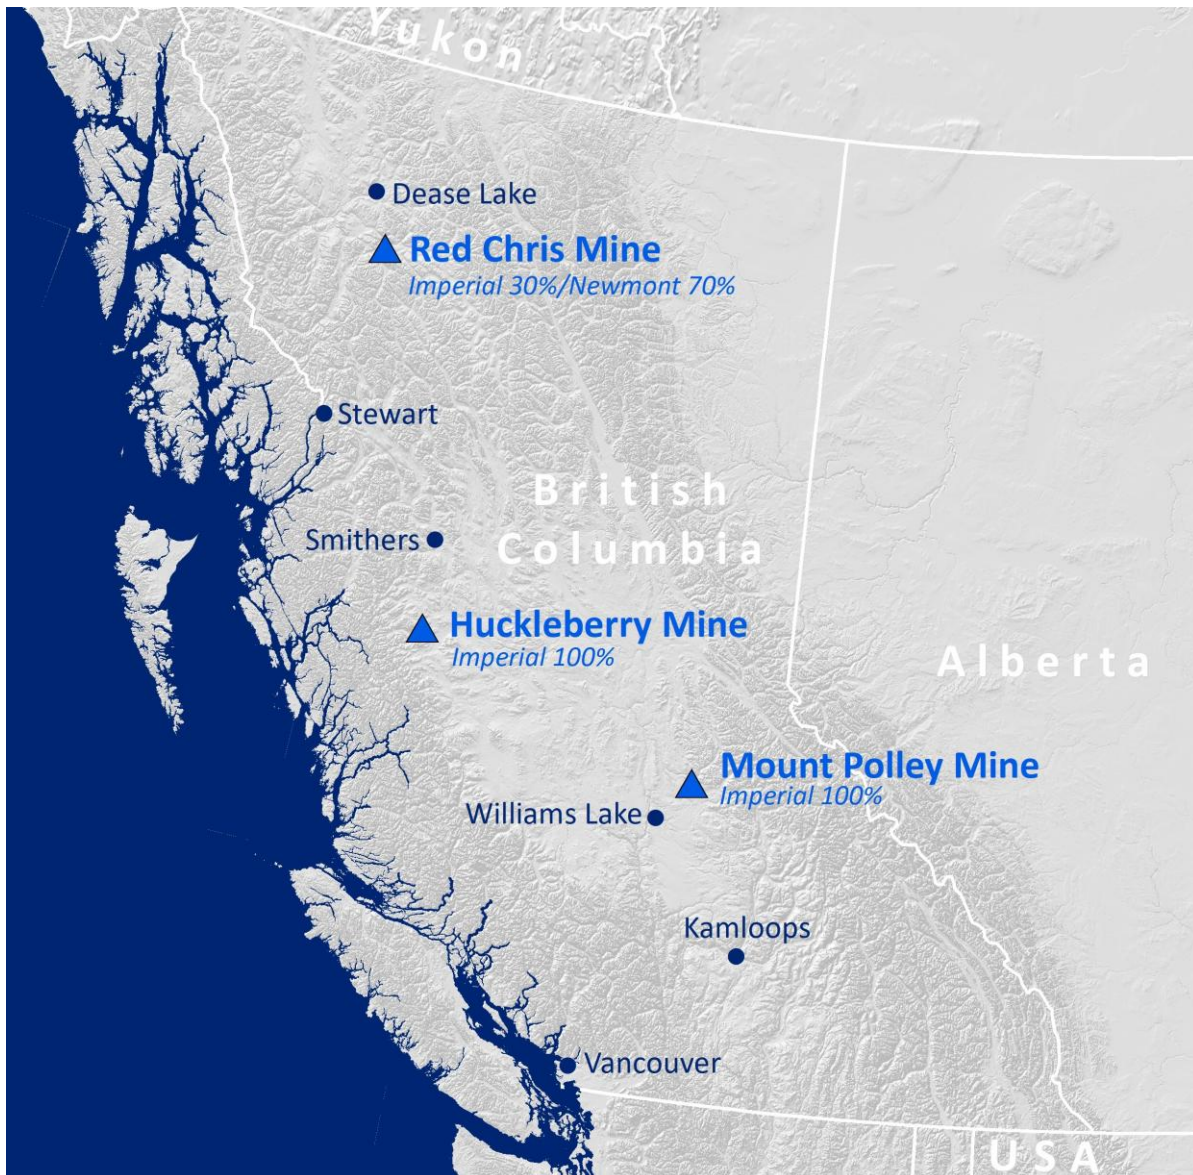 Yukon
Dease Lake
Red Chris Mine
Imperial 30%/Newmont 70%
Stewart
British
Columbia
Smithers
Huckleberry Mine
Imperial 100%
Alberta
Mount Polley Mine
Imperial 100%
Williams Lake
Kamloops
Vancouver
USA